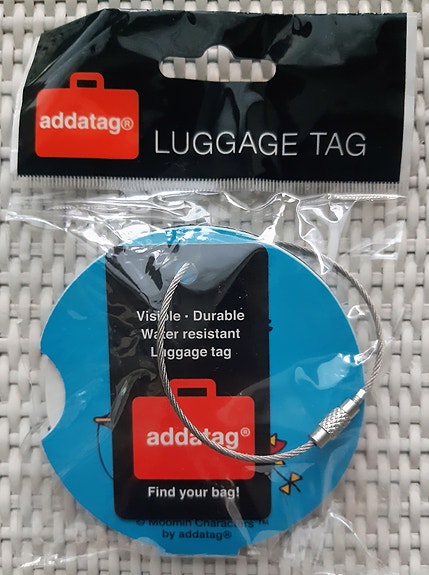 addatag®
LUGGAGE TAG
Visible · Durable
Water resistant
Luggage tag
addatag®
Find your bag!
© Moomin Characters™
by addatag®